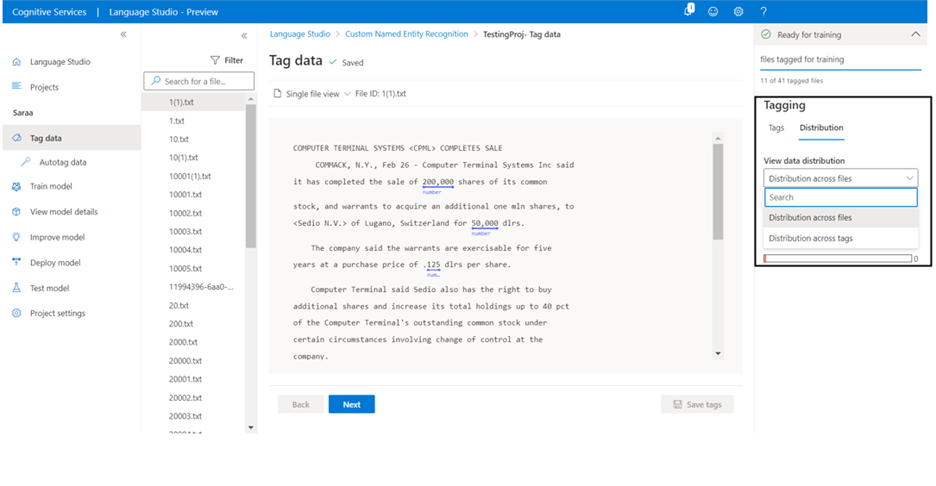 Cognitive Services | Language Studio - Preview
1
?
Language Studio
Projects
Saraa
Tag data
Autotag data
Train model
View model details
Improve model
Deploy model
Test model
Project settings
Filter
Search for a file...
1(1).txt
1.txt
10.txt
10(1).txt
10001(1).txt
10001.txt
10002.txt
10003.txt
10004.txt
10005.txt
11994396-6aa0-...
20.txt
200.txt
2000.txt
20000.txt
20001.txt
20002.txt
20003.txt
Language Studio > Custom Named Entity Recognition > TestingProj- Tag data
Tag data Saved
Single file view File ID: 1(1).txt
COMPUTER TERMINAL SYSTEMS <CPML> COMPLETES SALE
COMMACK, N.Y., Feb 26 - Computer Terminal Systems Inc said
it has completed the sale of 200,000 shares of its common
number
stock, and warrants to acquire an additional one mln shares, to
<Sedio N.V.> of Lugano, Switzerland for 50,000 dlrs.
number
The company said the warrants are exercisable for five
years at a purchase price of .125 dlrs per share.
num...
Computer Terminal said Sedio also has the right to buy
additional shares and increase its total holdings up to 40 pct
of the Computer Terminal's outstanding common stock under
certain circumstances involving change of control at the
company.
Back
Next
Save tags
Ready for training
files tagged for training
11 of 41 tagged files
Tagging
Tags Distribution
View data distribution
Distribution across files
Search
Distribution across files
Distribution across tags
0